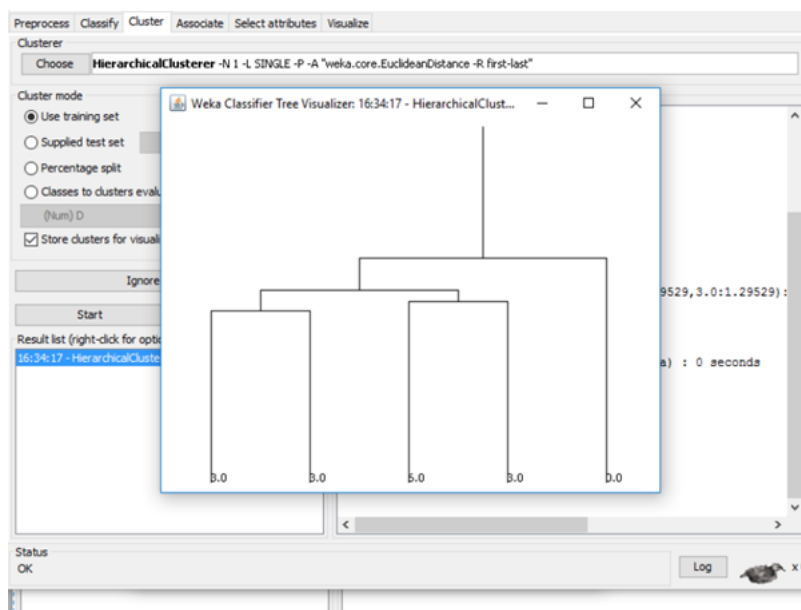 Preprocess Classify Cluster Associate Select attributes Visualize
Clusterer
Choose HierarchicalClusterer -N 1 -L SINGLE -P -A "weka.core.EuclideanDistance -R first-last"
Cluster mode
Use training set
Supplied test set
Percentage split
Classes to clusters evalu
(Num) D
Store clusters for visuali
Ignore
Start
Result list (right-click for optio
16:34:17 - HierarchicalCluste
Weka Classifier Tree Visualizer: 16:34:17 - HierarchicalClust...
3.0 3.0 6.0 3.0 0.0
9529,3.0:1.29529):
a) : 0 seconds
Status
OK
Log
x